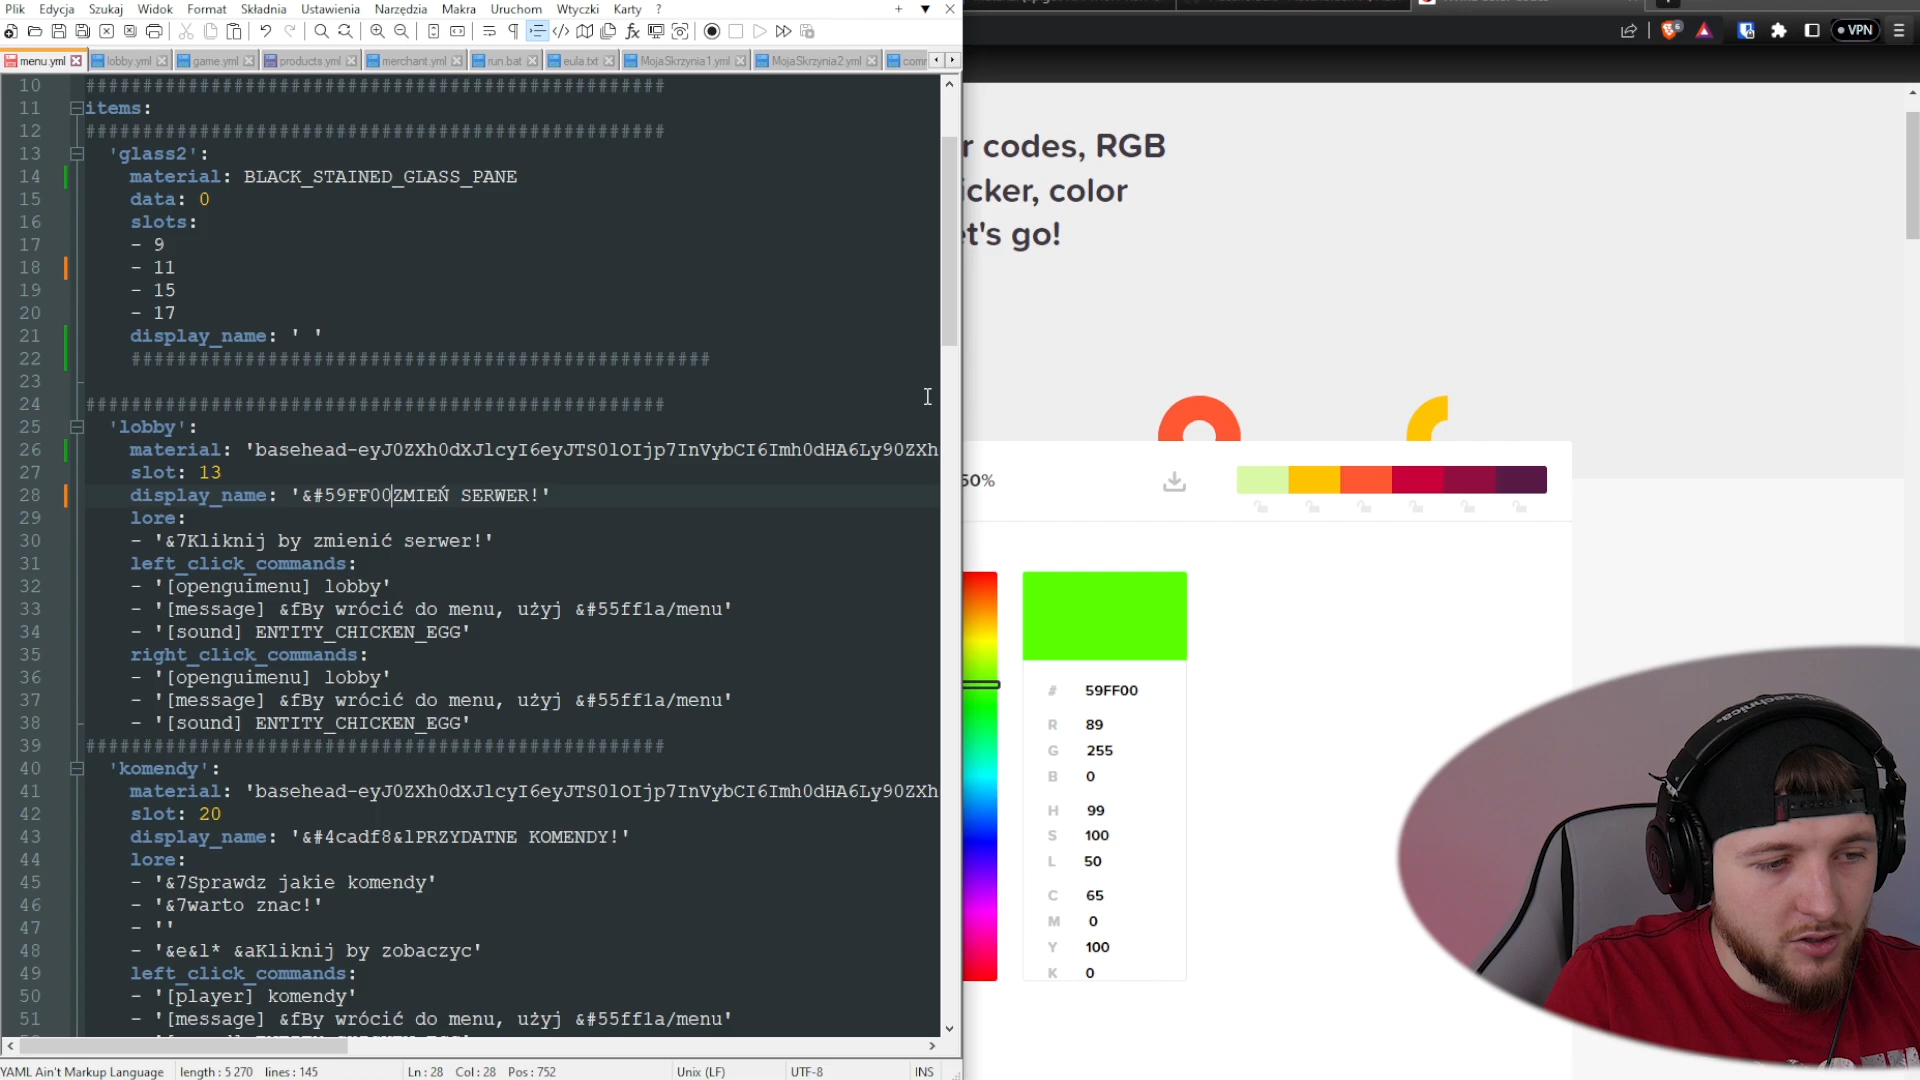 Plik Edycja Szukaj Widok Format Składnia Ustawienia Narzędzia Makra Uruchom Wtyczki Karty ? + ▼ X
menu.yml lobby.yml game.yml products.yml merchant.yml run.bat eula.txt MojaSkrzynia1.yml MojaSkrzynia2.yml com
10 ###################################################
11 items:
12 ###################################################
13 'glass2':
14 material: BLACK_STAINED_GLASS_PANE
15 data: 0
16 slots:
17 - 9
18 - 11
19 - 15
20 - 17
21 display_name: ' '
22 ###################################################
23
24 ###################################################
25 'lobby':
26 material: 'basehead-eyJ0ZXh0dXJlcyI6eyJTS0lOIjp7InVybCI6Imh0dHA6Ly90ZXh
27 slot: 13
28 display_name: '&#59FF00ZMIEŃ SERWER!'
29 lore:
30 - '&7Kliknij by zmienić serwer!'
31 left_click_commands:
32 - '[openguimenu] lobby'
33 - '[message] &fBy wrócić do menu, użyj &#55ff1a/menu'
34 - '[sound] ENTITY_CHICKEN_EGG'
35 right_click_commands:
36 - '[openguimenu] lobby'
37 - '[message] &fBy wrócić do menu, użyj &#55ff1a/menu'
38 - '[sound] ENTITY_CHICKEN_EGG'
39 ###################################################
40 'komendy':
41 material: 'basehead-eyJ0ZXh0dXJlcyI6eyJTS0lOIjp7InVybCI6Imh0dHA6Ly90ZXh
42 slot: 20
43 display_name: '&#4cadf8&lPRZYDATNE KOMENDY!'
44 lore:
45 - '&7Sprawdz jakie komendy'
46 - '&7warto znac!'
47 - ''
48 - '&e&l* &aKliknij by zobaczyc'
49 left_click_commands:
50 - '[player] komendy'
51 - '[message] &fBy wrócić do menu, użyj &#55ff1a/menu'
YAML Ain't Markup Language length : 5 270 lines : 145 Ln : 28 Col : 28 Pos : 752 Unix (LF) UTF-8 INS
VPN
r codes, RGB
icker, color
et's go!
50%
# 59FF00
R 89
G 255
B 0
H 99
S 100
L 50
C 65
M 0
Y 100
K 0